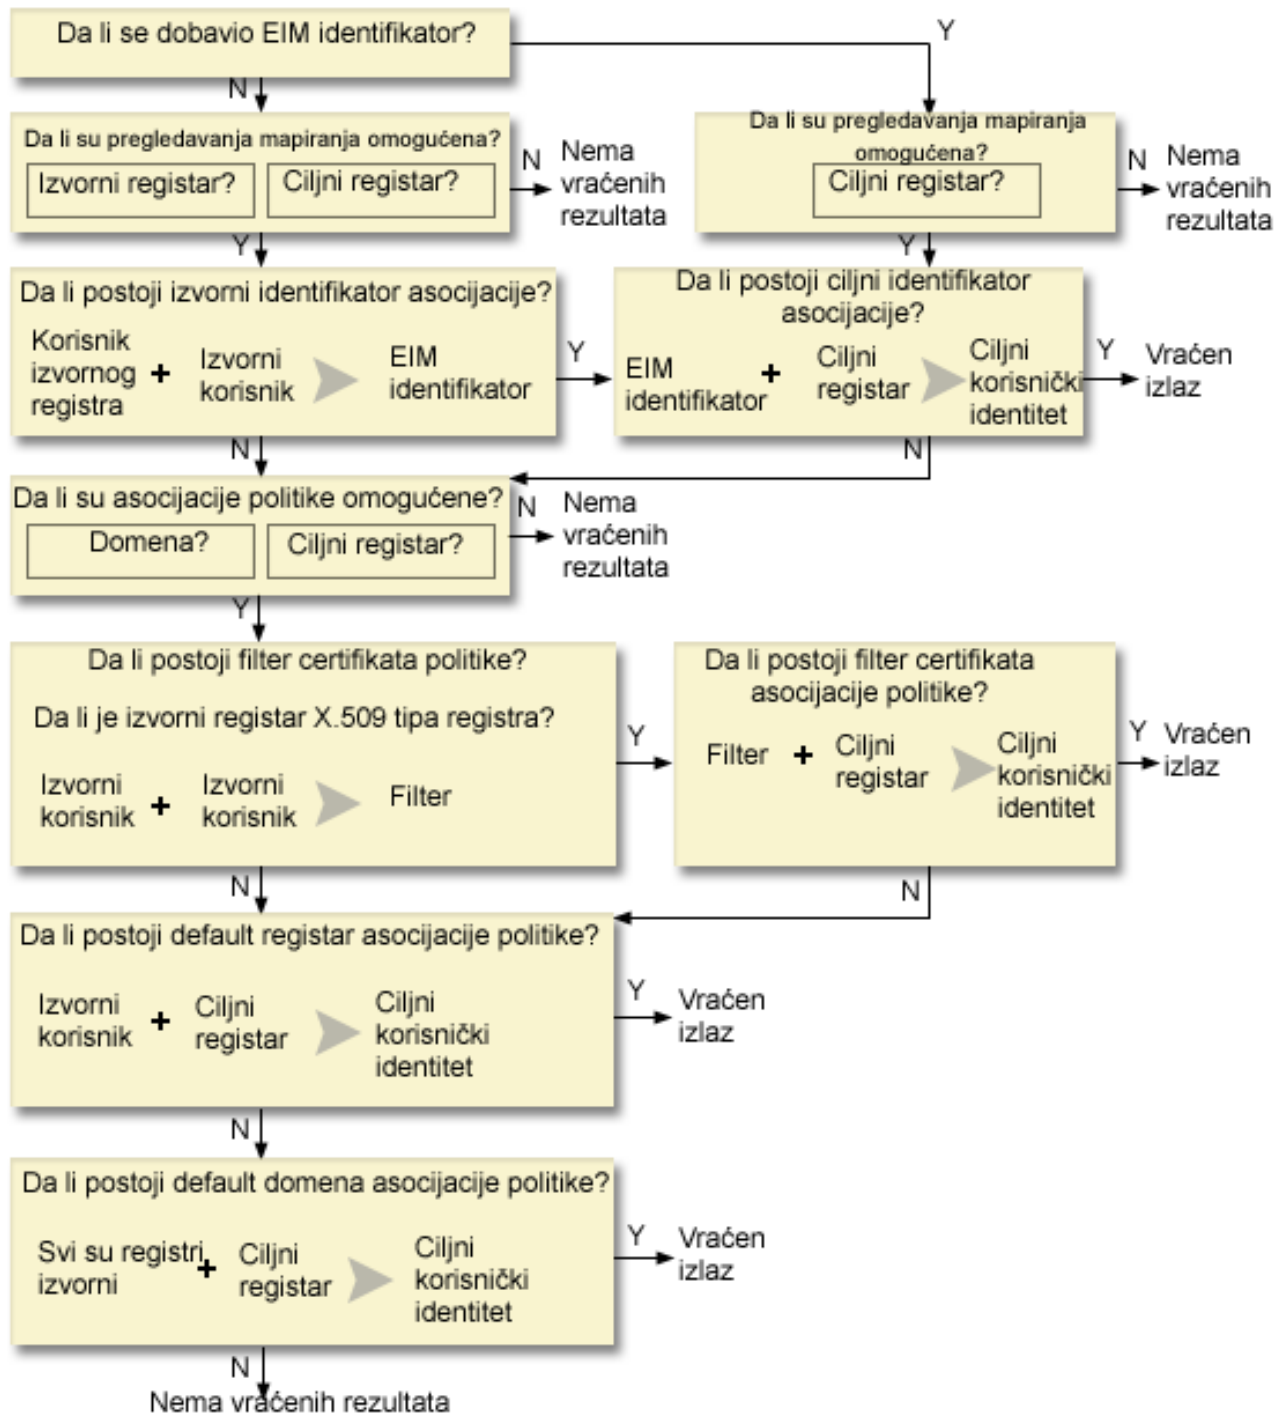 Da li se dobavio EIM identifikator?
Y
N
Da li su pregledavanja mapiranja omogućena?
Izvorni registar?
Ciljni registar?
N
Nema
vraćenih
rezultata
Da li su pregledavanja mapiranja
omogućena?
Ciljni registar?
N
Nema
vraćenih
rezultata
Y
Y
Da li postoji izvorni identifikator asocijacije?
Korisnik
izvornog
registra
+
Izvorni
korisnik
EIM
identifikator
Y
Da li postoji ciljni identifikator
asocijacije?
EIM
identifikator
+
Ciljni
registar
Ciljni
korisnički
identitet
Y
Vraćen
izlaz
N
N
Da li su asocijacije politike omogućene?
Domena?
Ciljni registar?
N
Nema
vraćenih
rezultata
Y
Da li postoji filter certifikata politike?
Da li je izvorni registar X.509 tipa registra?
Izvorni
korisnik
+
Izvorni
korisnik
Filter
Y
Da li postoji filter certifikata
asocijacije politike?
Filter
+
Ciljni
registar
Ciljni
korisnički
identitet
Y
Vraćen
izlaz
N
N
Da li postoji default registar asocijacije politike?
Izvorni
korisnik
+
Ciljni
registar
Ciljni
korisnički
identitet
Y
Vraćen
izlaz
N
Da li postoji default domena asocijacije politike?
Svi su registri
izvorni
+
Ciljni
registar
Ciljni
korisnički
identitet
Y
Vraćen
izlaz
N
Nema vraćenih rezultata